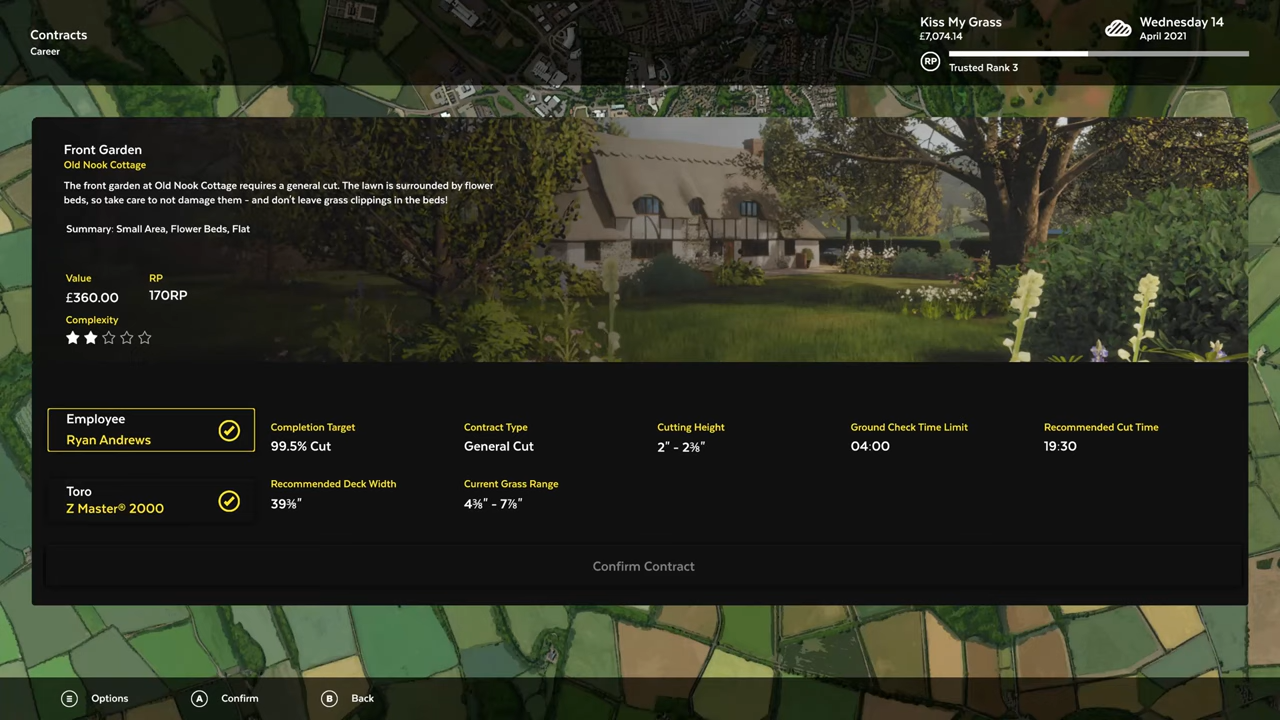 Contracts
Career
Kiss My Grass
£7,074.14
Wednesday 14
April 2021
RP
Trusted Rank 3
Front Garden
Old Nook Cottage
The front garden at Old Nook Cottage requires a general cut. The lawn is surrounded by flower
beds, so take care to not damage them - and don't leave grass clippings in the beds!
Summary: Small Area, Flower Beds, Flat
Value
£360.00
RP
170RP
Complexity
Employee
Ryan Andrews
Completion Target
99.5% Cut
Contract Type
General Cut
Cutting Height
2" - 2⅜"
Ground Check Time Limit
04:00
Recommended Cut Time
19:30
Toro
Z Master® 2000
Recommended Deck Width
39⅜"
Current Grass Range
4⅜" - 7⅞"
Confirm Contract
Options
A Confirm
B Back